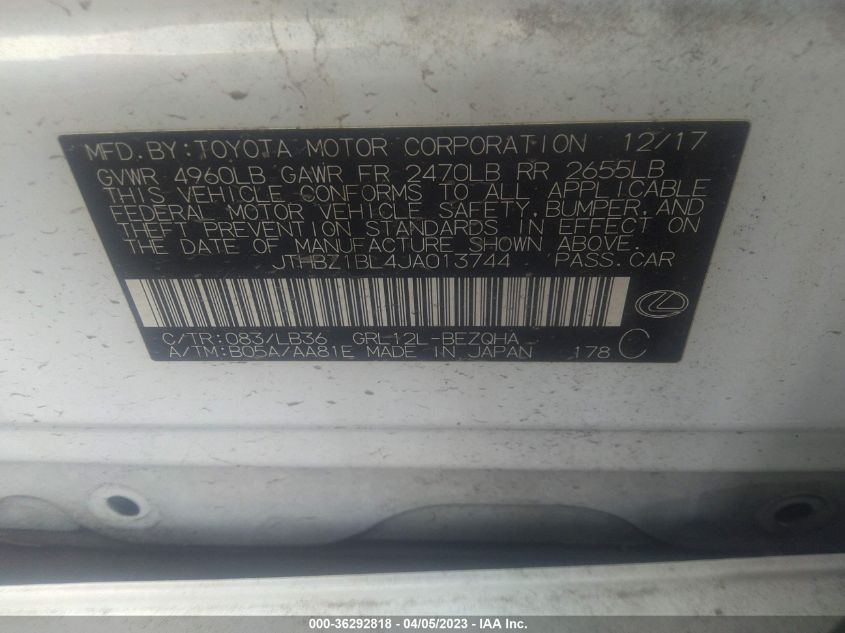 MFD.BY:TOYOTA MOTOR CORPORATION 12/17
GVWR 4960LB GAWR FR 2470LB RR 2655LB
THIS VEHICLE CONFORMS TO ALL APPLICABLE
FEDERAL MOTOR VEHICLE SAFETY,BUMPER,AND
THEFT PREVENTION STANDARDS IN EFFECT ON
THE DATE OF MANUFACTURE SHOWN ABOVE.
JTHBZ1BL4JA013744 PASS.CAR
C/TR:083/LB36 GRL12L-BEZQHA
A/TM:B05A/AA81E MADE IN JAPAN 178 C
000-36292818 - 04/05/2023 - IAA Inc.